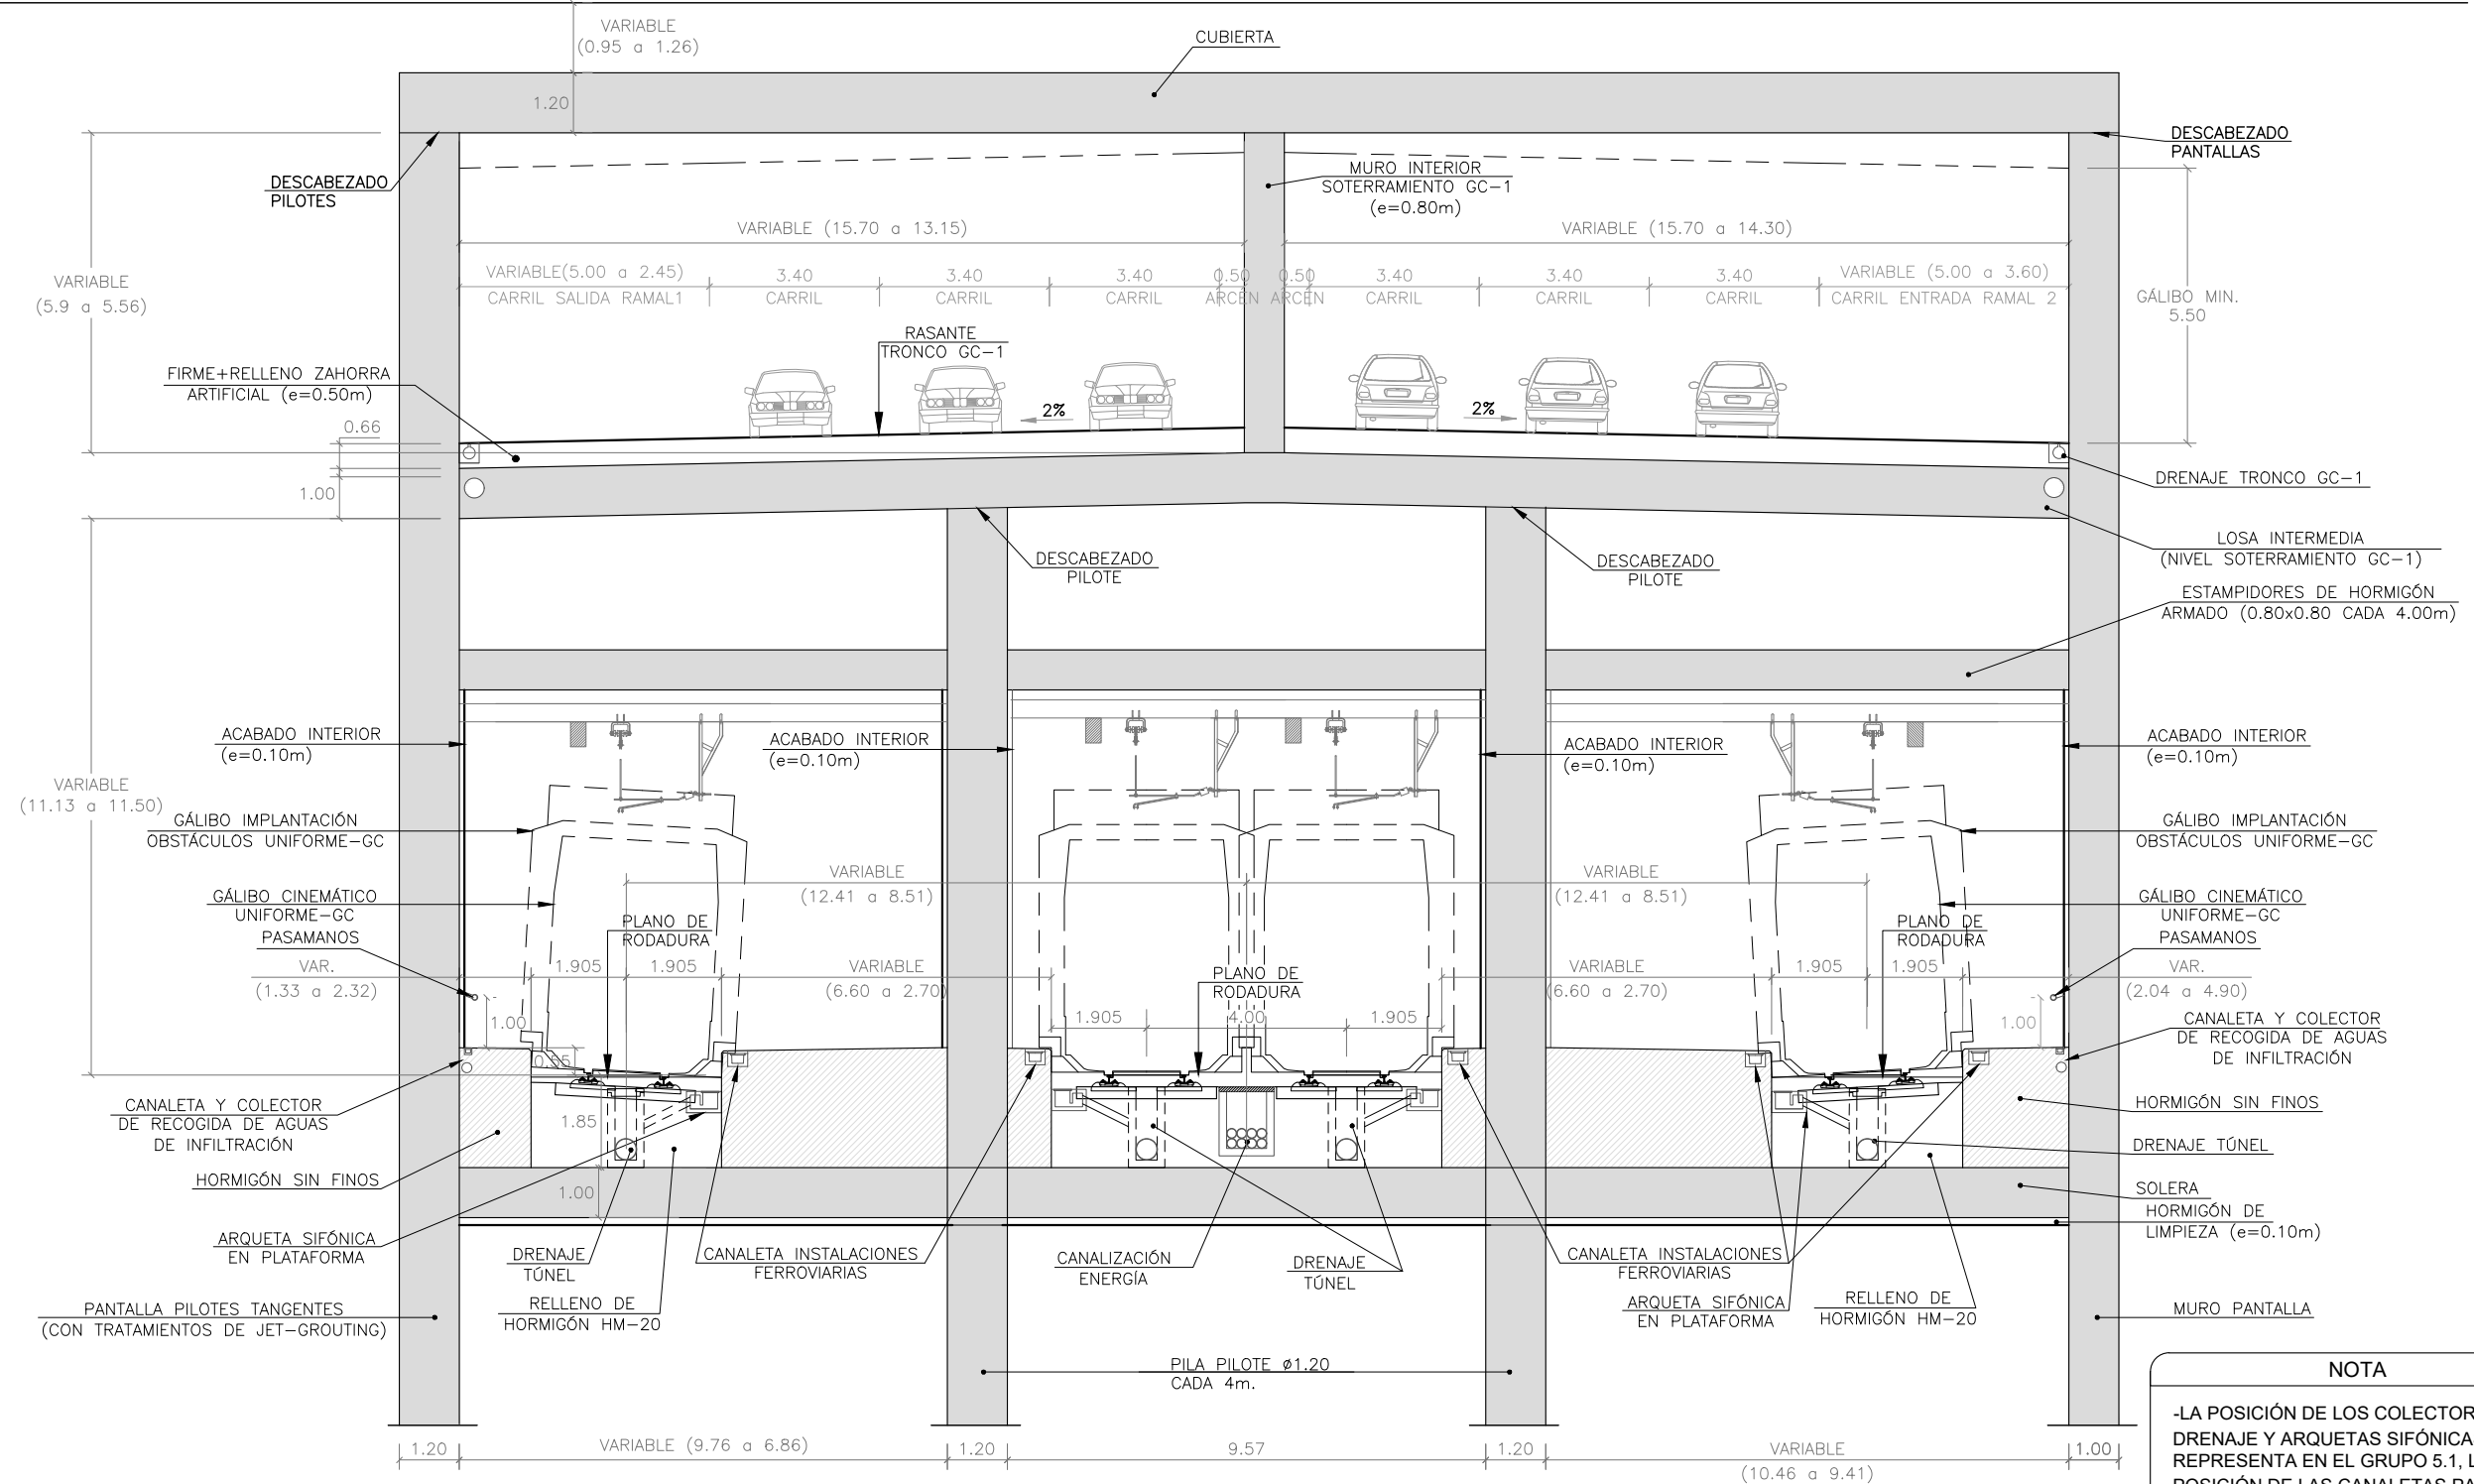 VARIABLE
(0.95 a 1.26)
CUBIERTA
1.20
DESCABEZADO
PILOTES
DESCABEZADO
PANTALLAS
MURO INTERIOR
SOTERRAMIENTO GC-1
(e=0.80m)
VARIABLE (15.70 a 13.15)
VARIABLE (15.70 a 14.30)
VARIABLE
(5.9 a 5.56)
VARIABLE(5.00 a 2.45)
CARRIL SALIDA RAMAL1
3.40
CARRIL
3.40
CARRIL
3.40
CARRIL
0.50
ARCÉN
0.50
ARCÉN
3.40
CARRIL
3.40
CARRIL
3.40
CARRIL
VARIABLE (5.00 a 3.60)
CARRIL ENTRADA RAMAL 2
GÁLIBO MIN.
5.50
RASANTE
TRONCO GC-1
FIRME+RELLENO ZAHORRA
ARTIFICIAL (e=0.50m)
2%
2%
0.66
1.00
DRENAJE TRONCO GC-1
LOSA INTERMEDIA
(NIVEL SOTERRAMIENTO GC-1)
DESCABEZADO
PILOTE
DESCABEZADO
PILOTE
ESTAMPIDORES DE HORMIGÓN
ARMADO (0.80x0.80 CADA 4.00m)
ACABADO INTERIOR
(e=0.10m)
ACABADO INTERIOR
(e=0.10m)
ACABADO INTERIOR
(e=0.10m)
ACABADO INTERIOR
(e=0.10m)
VARIABLE
(11.13 a 11.50)
GÁLIBO IMPLANTACIÓN
OBSTÁCULOS UNIFORME-GC
GÁLIBO IMPLANTACIÓN
OBSTÁCULOS UNIFORME-GC
VARIABLE
(12.41 a 8.51)
VARIABLE
(12.41 a 8.51)
GÁLIBO CINEMÁTICO
UNIFORME-GC
GÁLIBO CINEMÁTICO
UNIFORME-GC
PLANO DE
RODADURA
PLANO DE
RODADURA
PLANO DE
RODADURA
PASAMANOS
PASAMANOS
VAR.
(1.33 a 2.32)
1.905
1.905
VARIABLE
(6.60 a 2.70)
VARIABLE
(6.60 a 2.70)
1.905
1.905
VAR.
(2.04 a 4.90)
1.00
1.905
4.00
1.905
1.00
0.55
CANALETA Y COLECTOR
DE RECOGIDA DE AGUAS
DE INFILTRACIÓN
CANALETA Y COLECTOR
DE RECOGIDA DE AGUAS
DE INFILTRACIÓN
1.85
HORMIGÓN SIN FINOS
DRENAJE TÚNEL
HORMIGÓN SIN FINOS
1.00
SOLERA
HORMIGÓN DE
LIMPIEZA (e=0.10m)
ARQUETA SIFÓNICA
EN PLATAFORMA
DRENAJE
TÚNEL
CANALETA INSTALACIONES
FERROVIARIAS
CANALIZACIÓN
ENERGÍA
DRENAJE
TÚNEL
CANALETA INSTALACIONES
FERROVIARIAS
RELLENO DE
HORMIGÓN HM-20
ARQUETA SIFÓNICA
EN PLATAFORMA
RELLENO DE
HORMIGÓN HM-20
PANTALLA PILOTES TANGENTES
(CON TRATAMIENTOS DE JET-GROUTING)
MURO PANTALLA
PILA PILOTE ø1.20
CADA 4m.
1.20
VARIABLE (9.76 a 6.86)
1.20
9.57
1.20
VARIABLE
(10.46 a 9.41)
1.00
NOTA
-LA POSICIÓN DE LOS COLECTOR
DRENAJE Y ARQUETAS SIFÓNICA
REPRESENTA EN EL GRUPO 5.1, L